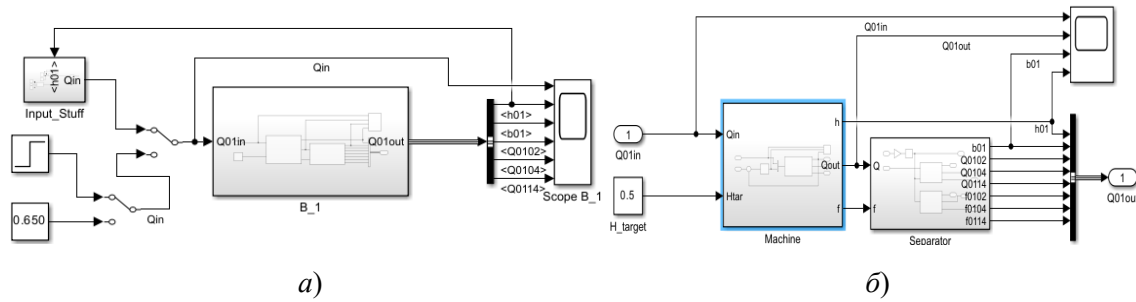 <h01>
Qin
Input_Stuff
Qin
0.650
Qin
Q01in
Q01out
B_1
<h01>
<b01>
<Q0102>
<Q0104>
<Q0114>
Scope B_1
а)
1
Q01in
0.5
H_target
Qin
Htar
h
Qout
f
Machine
Q
f
Separator
Q01in
Q01out
b01
h01
b01
Q0102
Q0104
Q0114
f0102
f0104
f0114
1
Q01out
б)